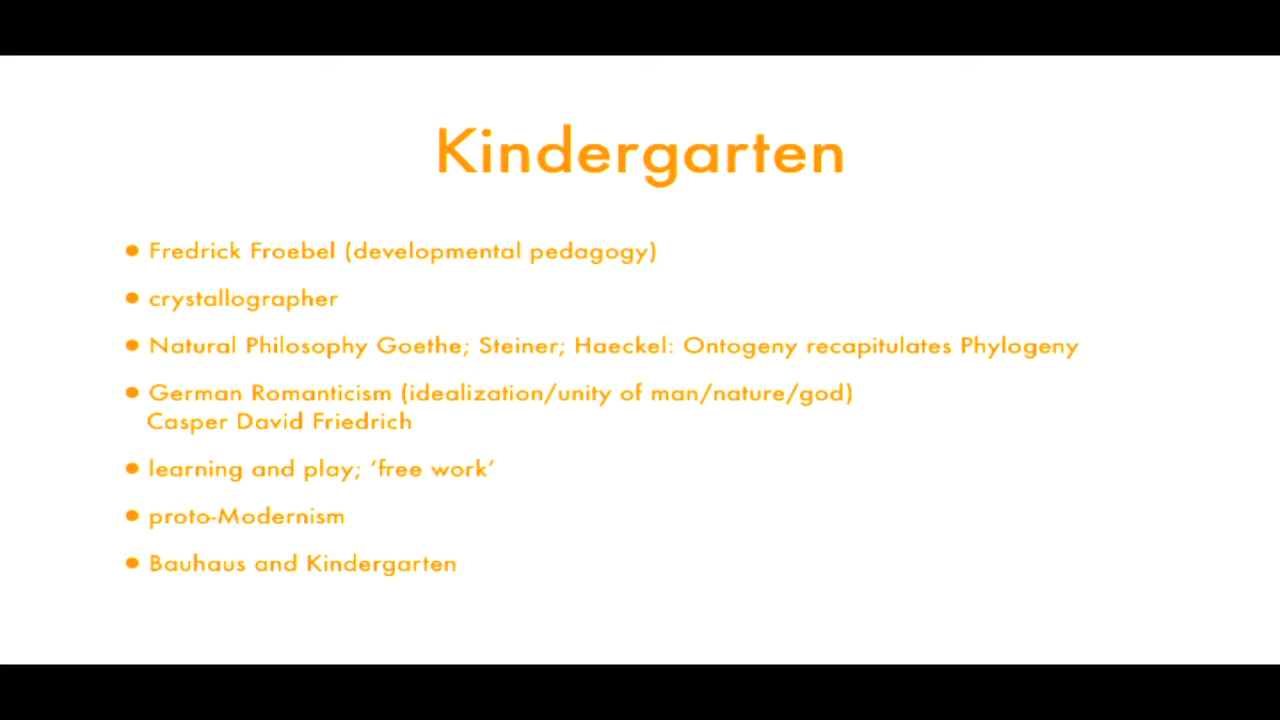 Kindergarten
• Fredrick Froebel (developmental pedagogy)
• crystallographer
• Natural Philosophy Goethe; Steiner; Haeckel: Ontogeny recapitulates Phylogeny
• German Romanticism (idealization/unity of man/nature/god)
Casper David Friedrich
• learning and play; ‘free work’
• proto-Modernism
• Bauhaus and Kindergarten